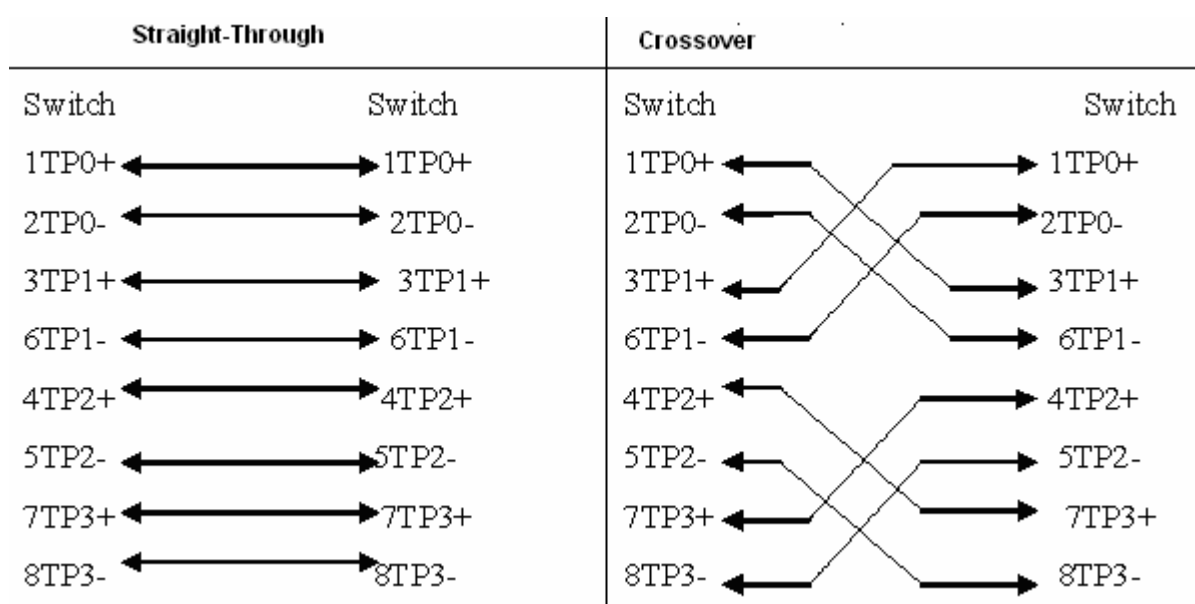 Straight-Through
Crossover
Switch Switch Switch Switch
1TP0+ 1TP0+ 1TP0+ 1TP0+
2TP0- 2TP0- 2TP0- 2TP0-
3TP1+ 3TP1+ 3TP1+ 3TP1+
6TP1- 6TP1- 6TP1- 6TP1-
4TP2+ 4TP2+ 4TP2+ 4TP2+
5TP2- 5TP2- 5TP2- 5TP2-
7TP3+ 7TP3+ 7TP3+ 7TP3+
8TP3- 8TP3- 8TP3- 8TP3-